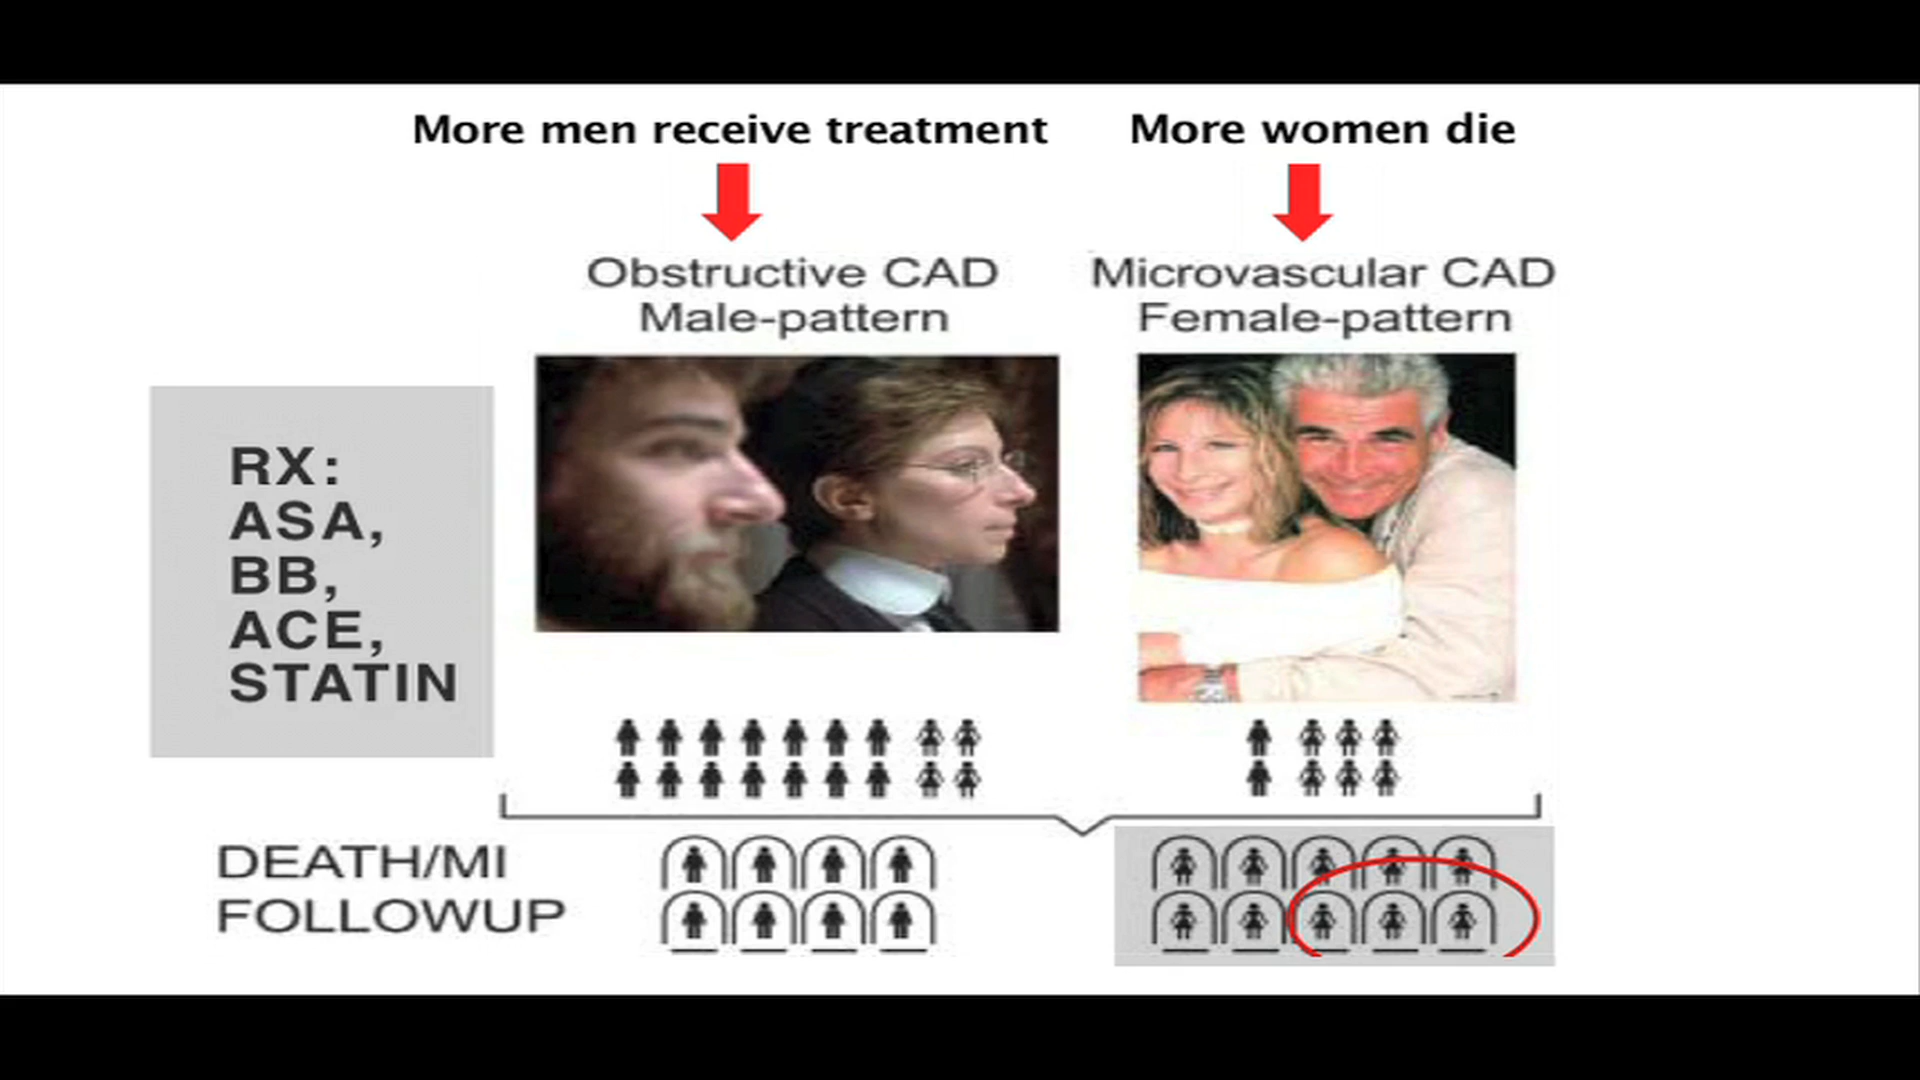 More men receive treatment
More women die
Obstructive CAD
Male-pattern
Microvascular CAD
Female-pattern
RX:
ASA,
BB,
ACE,
STATIN
DEATH/MI
FOLLOWUP